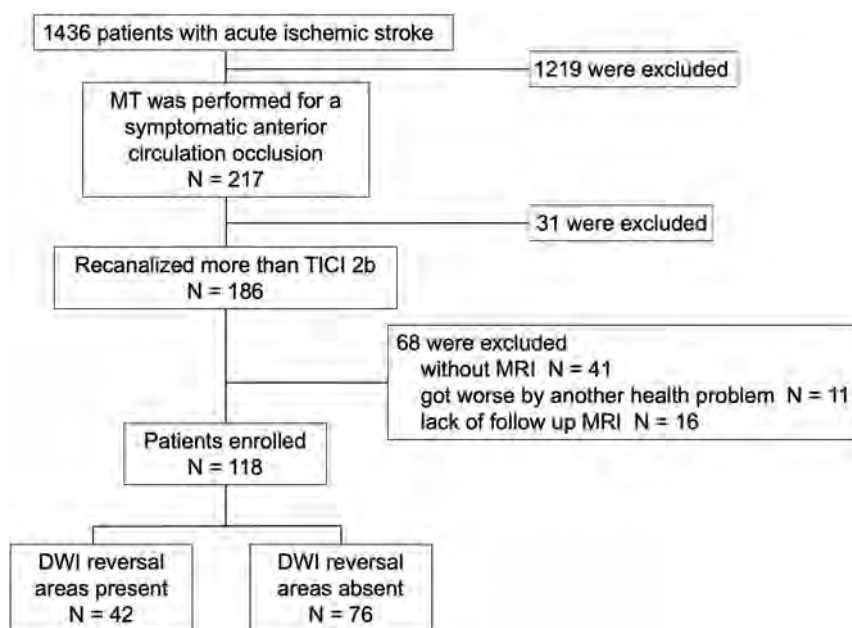 1436 patients with acute ischemic stroke
1219 were excluded
MT was performed for a
symptomatic anterior
circulation occlusion
N = 217
31 were excluded
Recanalized more than TICI 2b
N = 186
68 were excluded
without MRI N = 41
got worse by another health problem N = 11
lack of follow up MRI N = 16
Patients enrolled
N = 118
DWI reversal
areas present
N = 42
DWI reversal
areas absent
N = 76